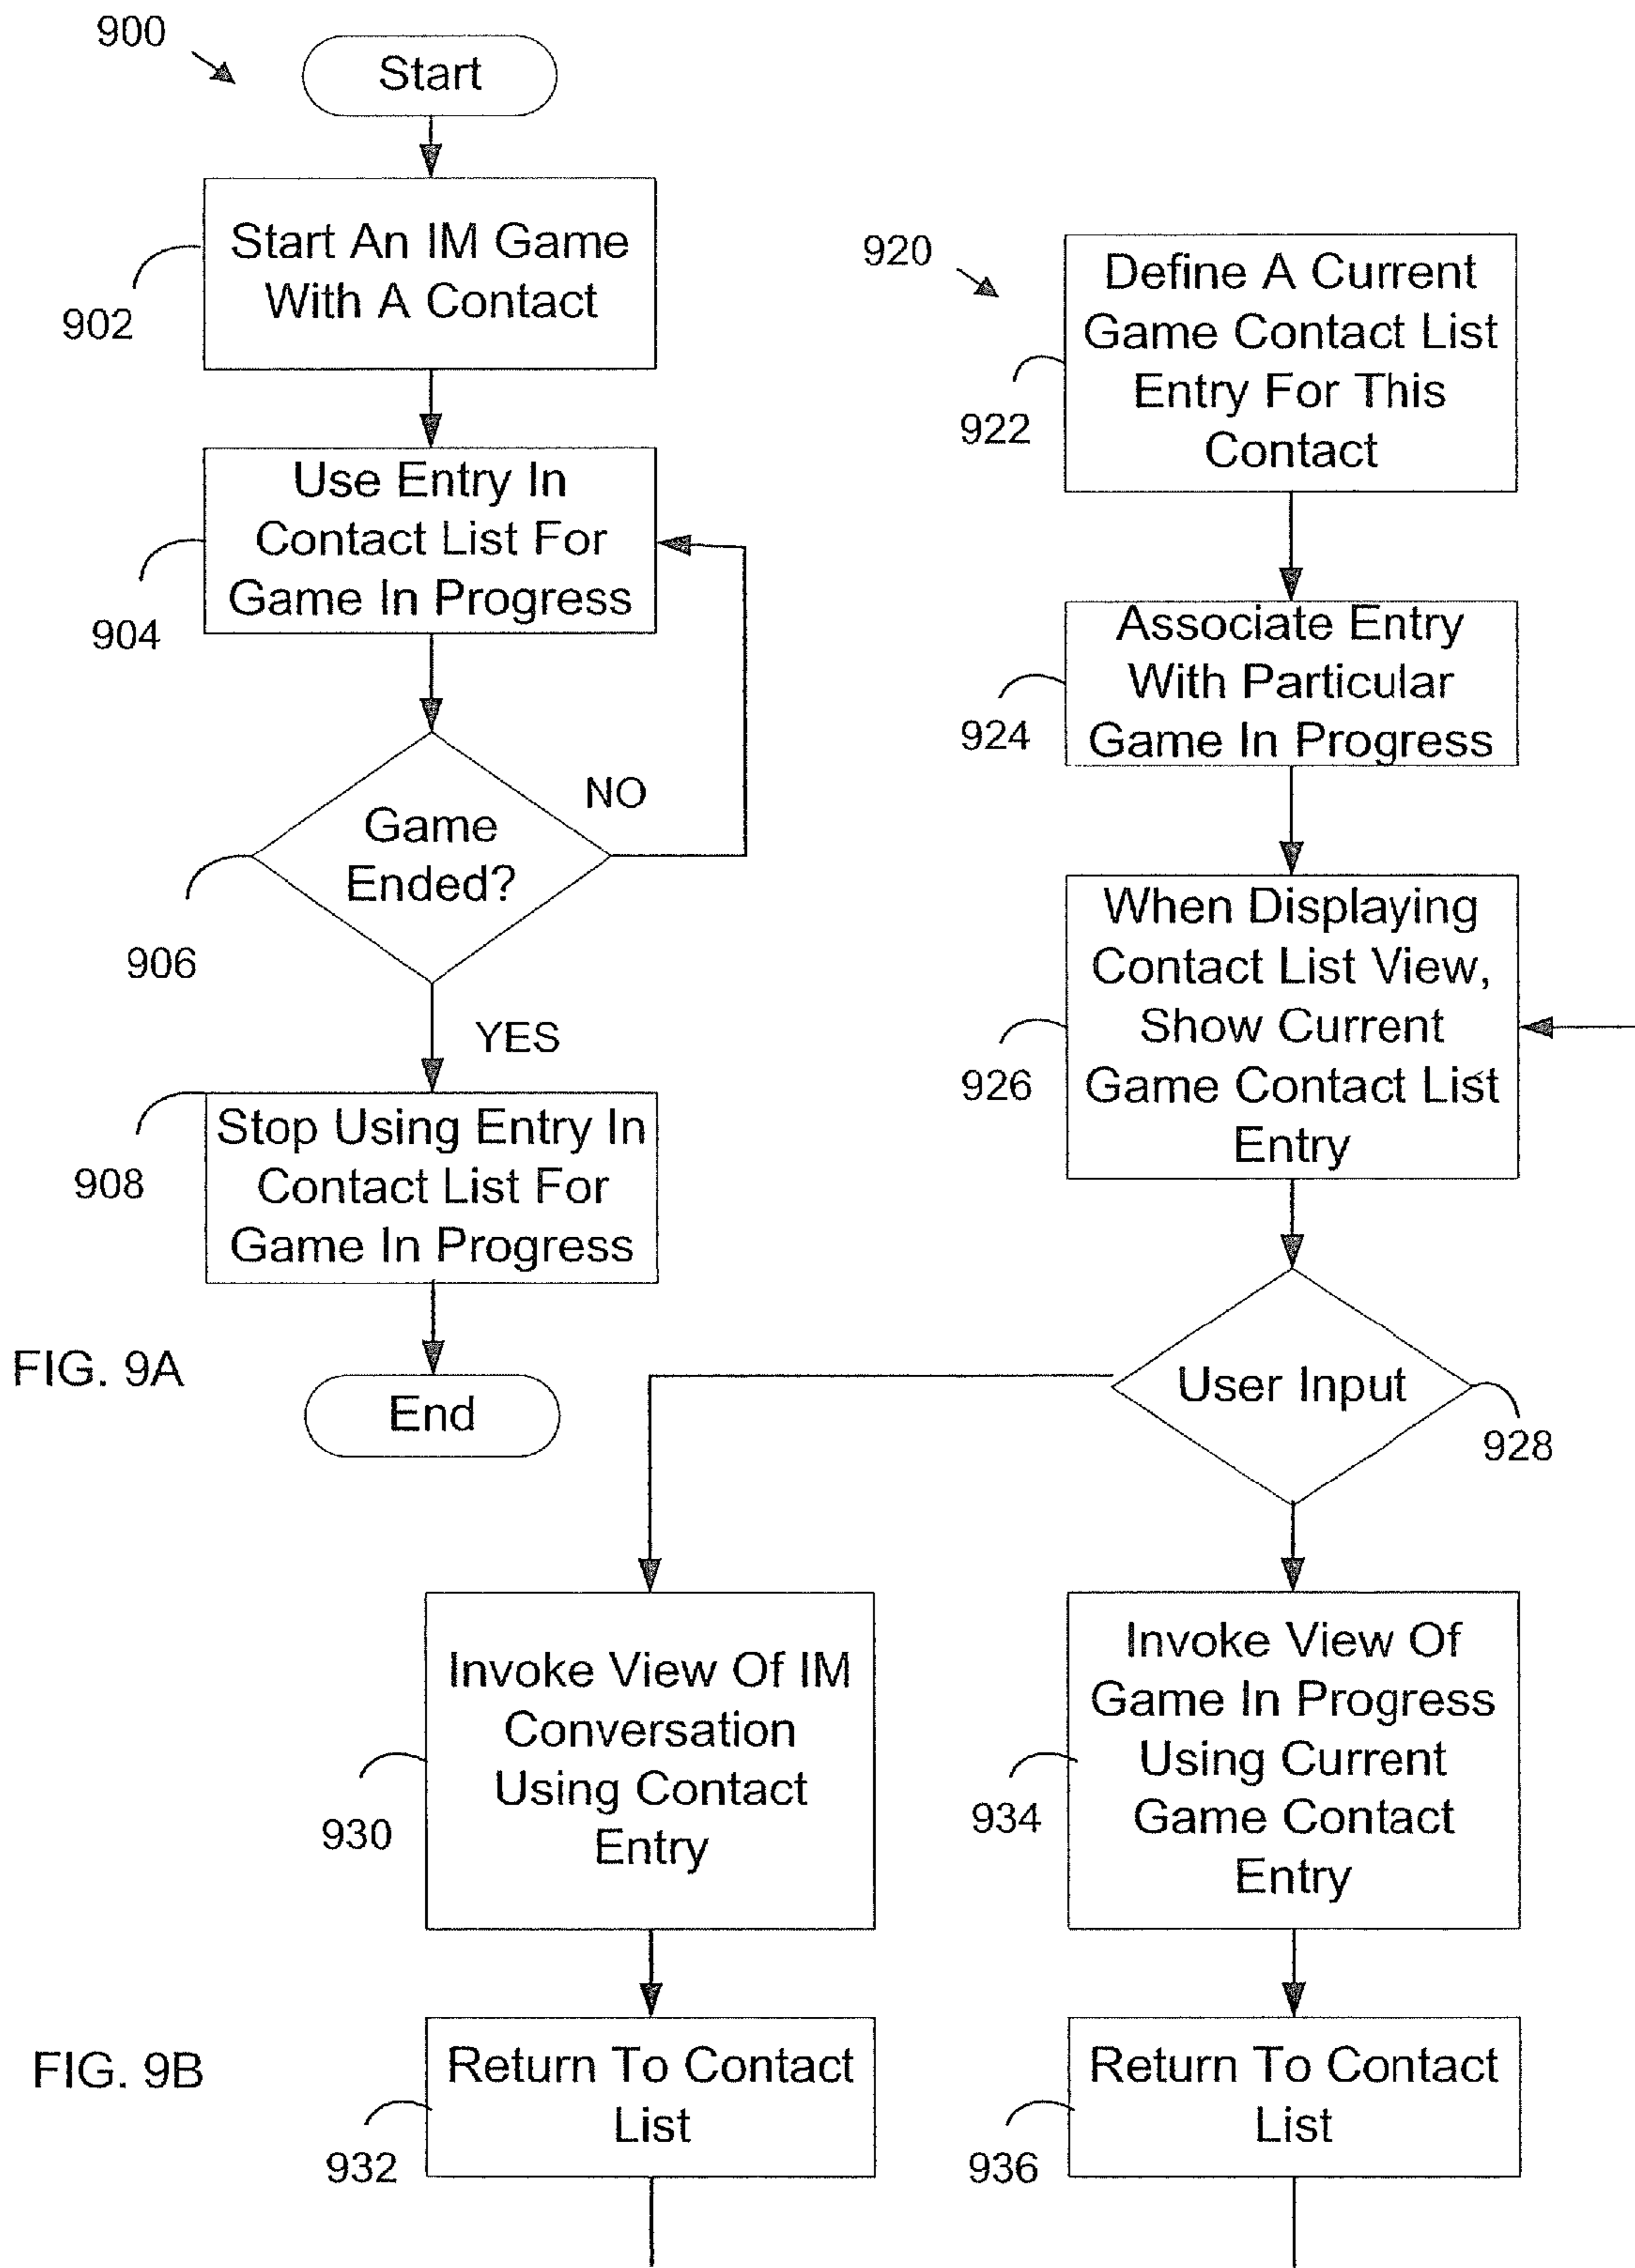 900
Start
Start An IM Game
With A Contact
902
Use Entry In
Contact List For
Game In Progress
904
NO
Game
Ended?
906
YES
Stop Using Entry In
Contact List For
Game In Progress
908
FIG. 9A
End
920
Define A Current
Game Contact List
Entry For This
Contact
922
Associate Entry
With Particular
Game In Progress
924
When Displaying
Contact List View,
Show Current
Game Contact List
Entry
926
User Input
928
Invoke View Of IM
Conversation
Using Contact
Entry
930
Invoke View Of
Game In Progress
Using Current
Game Contact
Entry
934
FIG. 9B
Return To Contact
List
932
Return To Contact
List
936